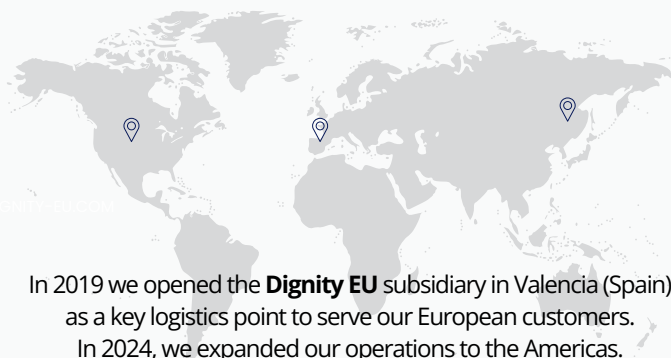 In 2019 we opened the Dignity EU subsidiary in Valencia (Spain)
as a key logistics point to serve our European customers.
In 2024, we expanded our operations to the Americas.